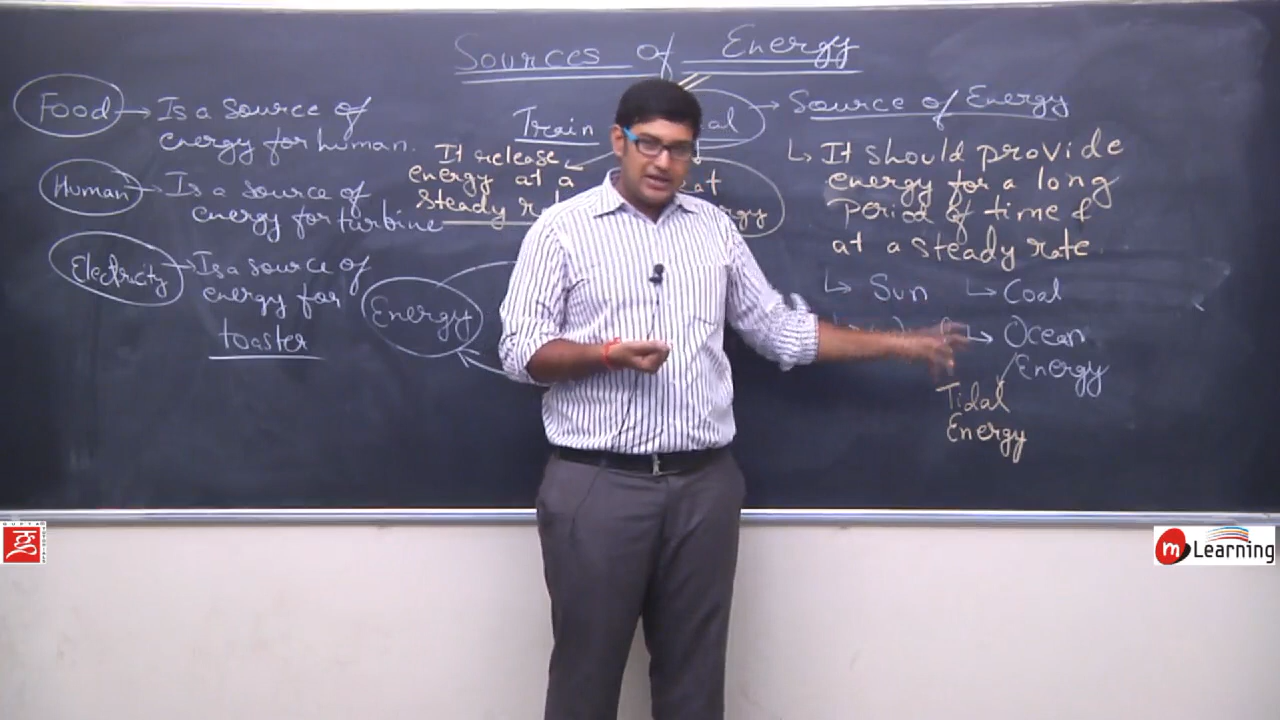 Sources of Energy
Food
Is a source of
energy for human.
Human
Is a source of
energy for turbine
Electricity
Is a source of
energy for
toaster
Train
It release
energy at a
steady
Energy
Source of Energy
It should provide
energy for a long
period of time &
at a steady rate
Sun
Coal
Ocean
Energy
Tidal
Energy
m Learning